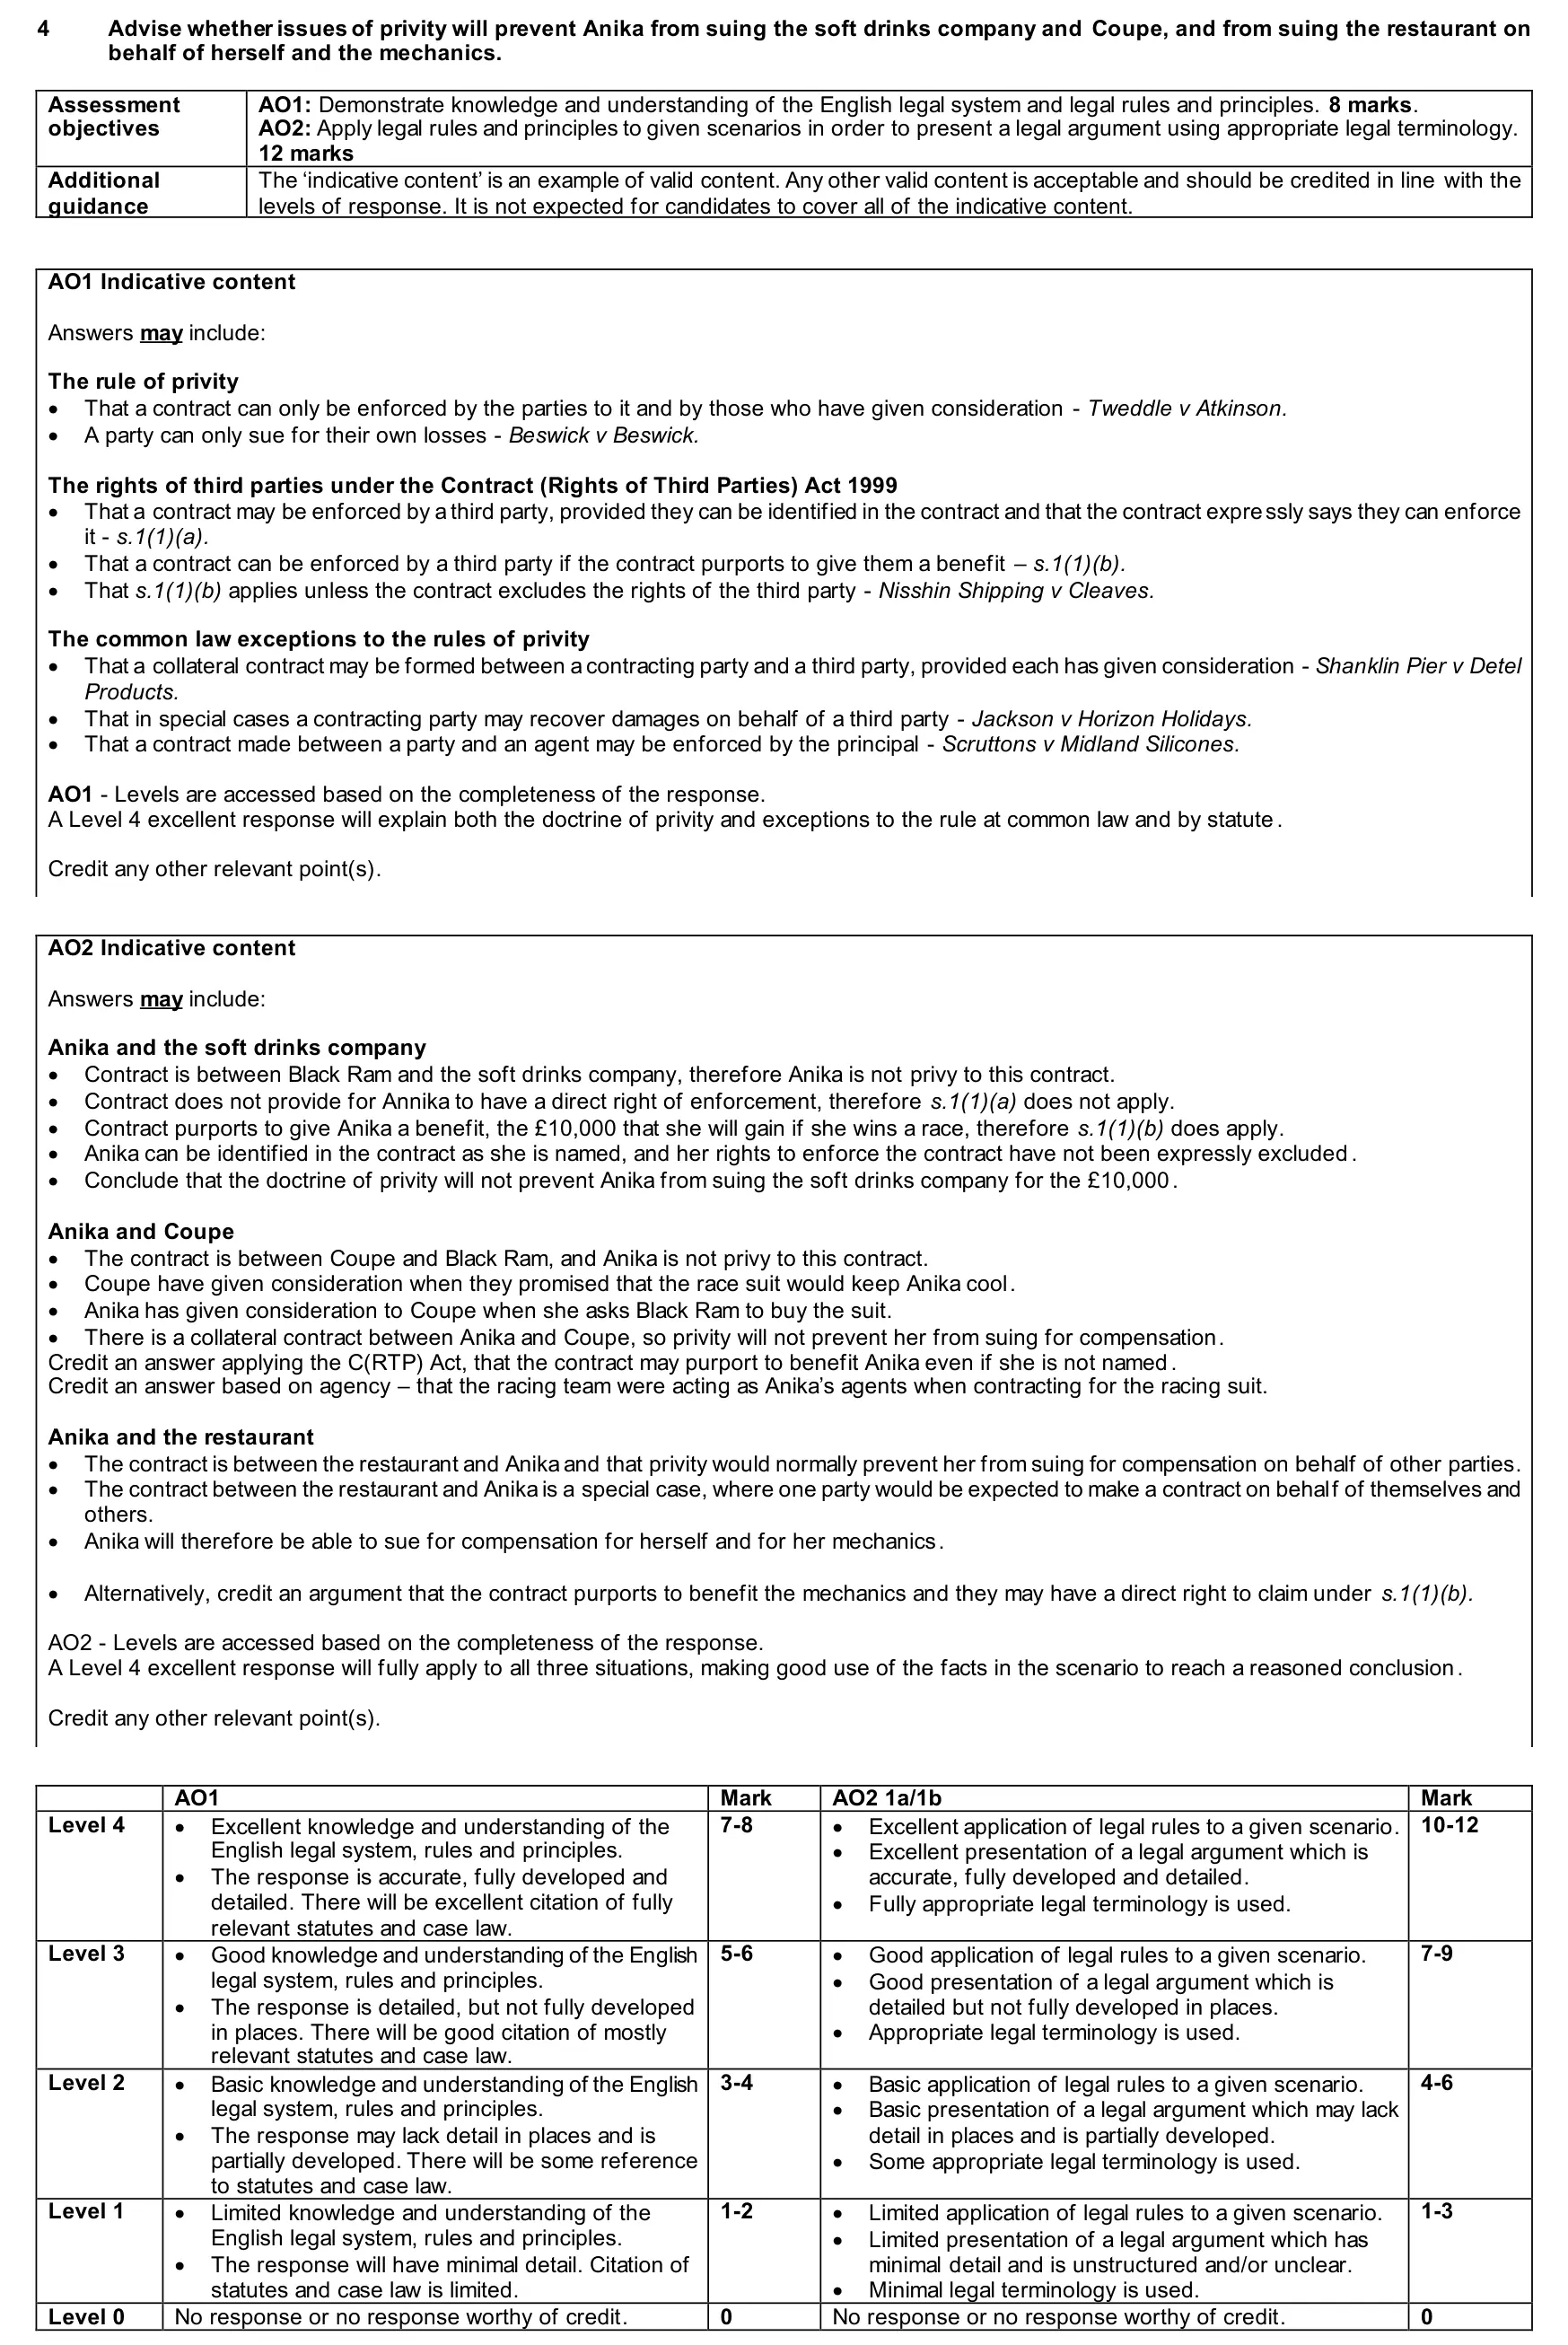 4 Advise whether issues of privity will prevent Anika from suing the soft drinks company and Coupe, and from suing the restaurant on
behalf of herself and the mechanics.
Assessment
objectives
AO1: Demonstrate knowledge and understanding of the English legal system and legal rules and principles. 8 marks.
AO2: Apply legal rules and principles to given scenarios in order to present a legal argument using appropriate legal terminology.
12 marks
Additional
guidance
The ‘indicative content’ is an example of valid content. Any other valid content is acceptable and should be credited in line with the
levels of response. It is not expected for candidates to cover all of the indicative content.
AO1 Indicative content
Answers may include:
The rule of privity
• That a contract can only be enforced by the parties to it and by those who have given consideration - Tweddle v Atkinson.
• A party can only sue for their own losses - Beswick v Beswick.
The rights of third parties under the Contract (Rights of Third Parties) Act 1999
• That a contract may be enforced by a third party, provided they can be identified in the contract and that the contract expressly says they can enforce
it - s.1(1)(a).
• That a contract can be enforced by a third party if the contract purports to give them a benefit – s.1(1)(b).
• That s.1(1)(b) applies unless the contract excludes the rights of the third party - Nisshin Shipping v Cleaves.
The common law exceptions to the rules of privity
• That a collateral contract may be formed between a contracting party and a third party, provided each has given consideration - Shanklin Pier v Detel
Products.
• That in special cases a contracting party may recover damages on behalf of a third party - Jackson v Horizon Holidays.
• That a contract made between a party and an agent may be enforced by the principal - Scruttons v Midland Silicones.
AO1 - Levels are accessed based on the completeness of the response.
A Level 4 excellent response will explain both the doctrine of privity and exceptions to the rule at common law and by statute.
Credit any other relevant point(s).
AO2 Indicative content
Answers may include:
Anika and the soft drinks company
• Contract is between Black Ram and the soft drinks company, therefore Anika is not privy to this contract.
• Contract does not provide for Annika to have a direct right of enforcement, therefore s.1(1)(a) does not apply.
• Contract purports to give Anika a benefit, the £10,000 that she will gain if she wins a race, therefore s.1(1)(b) does apply.
• Anika can be identified in the contract as she is named, and her rights to enforce the contract have not been expressly excluded.
• Conclude that the doctrine of privity will not prevent Anika from suing the soft drinks company for the £10,000.
Anika and Coupe
• The contract is between Coupe and Black Ram, and Anika is not privy to this contract.
• Coupe have given consideration when they promised that the race suit would keep Anika cool.
• Anika has given consideration to Coupe when she asks Black Ram to buy the suit.
• There is a collateral contract between Anika and Coupe, so privity will not prevent her from suing for compensation.
Credit an answer applying the C(RTP) Act, that the contract may purport to benefit Anika even if she is not named.
Credit an answer based on agency – that the racing team were acting as Anika’s agents when contracting for the racing suit.
Anika and the restaurant
• The contract is between the restaurant and Anika and that privity would normally prevent her from suing for compensation on behalf of other parties.
• The contract between the restaurant and Anika is a special case, where one party would be expected to make a contract on behalf of themselves and
others.
• Anika will therefore be able to sue for compensation for herself and for her mechanics.
• Alternatively, credit an argument that the contract purports to benefit the mechanics and they may have a direct right to claim under s.1(1)(b).
AO2 - Levels are accessed based on the completeness of the response.
A Level 4 excellent response will fully apply to all three situations, making good use of the facts in the scenario to reach a reasoned conclusion.
Credit any other relevant point(s).
AO1 Mark AO2 1a/1b Mark
Level 4
• Excellent knowledge and understanding of the
English legal system, rules and principles.
• The response is accurate, fully developed and
detailed. There will be excellent citation of fully
relevant statutes and case law.
7-8
• Excellent application of legal rules to a given scenario.
• Excellent presentation of a legal argument which is
accurate, fully developed and detailed.
• Fully appropriate legal terminology is used.
10-12
Level 3
• Good knowledge and understanding of the English
legal system, rules and principles.
• The response is detailed, but not fully developed
in places. There will be good citation of mostly
relevant statutes and case law.
5-6
• Good application of legal rules to a given scenario.
• Good presentation of a legal argument which is
detailed but not fully developed in places.
• Appropriate legal terminology is used.
7-9
Level 2
• Basic knowledge and understanding of the English
legal system, rules and principles.
• The response may lack detail in places and is
partially developed. There will be some reference
to statutes and case law.
3-4
• Basic application of legal rules to a given scenario.
• Basic presentation of a legal argument which may lack
detail in places and is partially developed.
• Some appropriate legal terminology is used.
4-6
Level 1
• Limited knowledge and understanding of the
English legal system, rules and principles.
• The response will have minimal detail. Citation of
statutes and case law is limited.
1-2
• Limited application of legal rules to a given scenario.
• Limited presentation of a legal argument which has
minimal detail and is unstructured and/or unclear.
• Minimal legal terminology is used.
1-3
Level 0
No response or no response worthy of credit.
0
No response or no response worthy of credit.
0